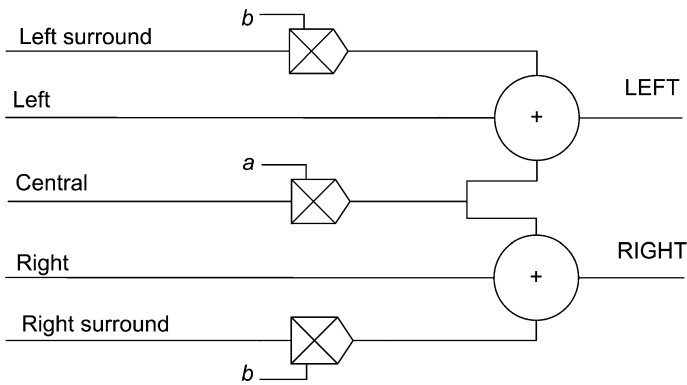 b
Left surround
LEFT
Left
+
a
Central
RIGHT
Right
+
Right surround
b